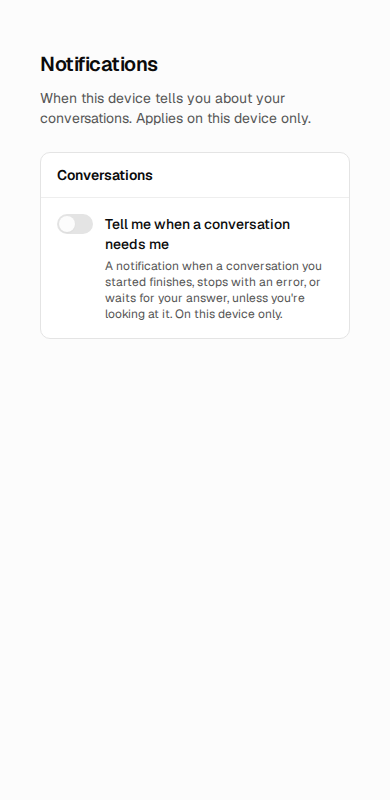 Notifications
When this device tells you about your
conversations. Applies on this device only.
Conversations
Tell me when a conversation
needs me
A notification when a conversation you
started finishes, stops with an error, or
waits for your answer, unless you're
looking at it. On this device only.